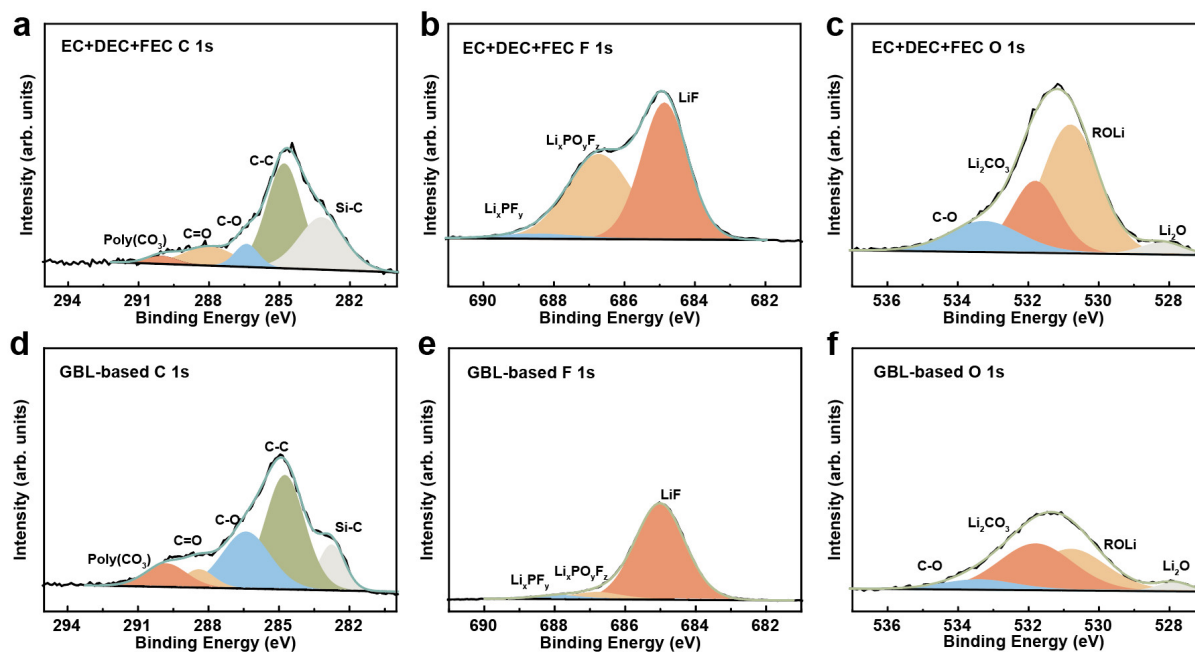 a
EC+DEC+FEC C 1s
C-C
Si-C
C-O
C=O
Poly(CO₃)
Intensity (arb. units)
294 291 288 285 282
Binding Energy (eV)
b
EC+DEC+FEC F 1s
LiF
LiₓPOᵧF_z
LiₓPFᵧ
Intensity (arb. units)
690 688 686 684 682
Binding Energy (eV)
c
EC+DEC+FEC O 1s
ROLi
Li₂CO₃
C-O
Li₂O
Intensity (arb. units)
536 534 532 530 528
Binding Energy (eV)
d
GBL-based C 1s
C-C
C-O
Si-C
C=O
Poly(CO₃)
Intensity (arb. units)
294 291 288 285 282
Binding Energy (eV)
e
GBL-based F 1s
LiF
LiₓPOᵧF_z
LiₓPFᵧ
Intensity (arb. units)
690 688 686 684 682
Binding Energy (eV)
f
GBL-based O 1s
Li₂CO₃
ROLi
C-O
Li₂O
Intensity (arb. units)
536 534 532 530 528
Binding Energy (eV)